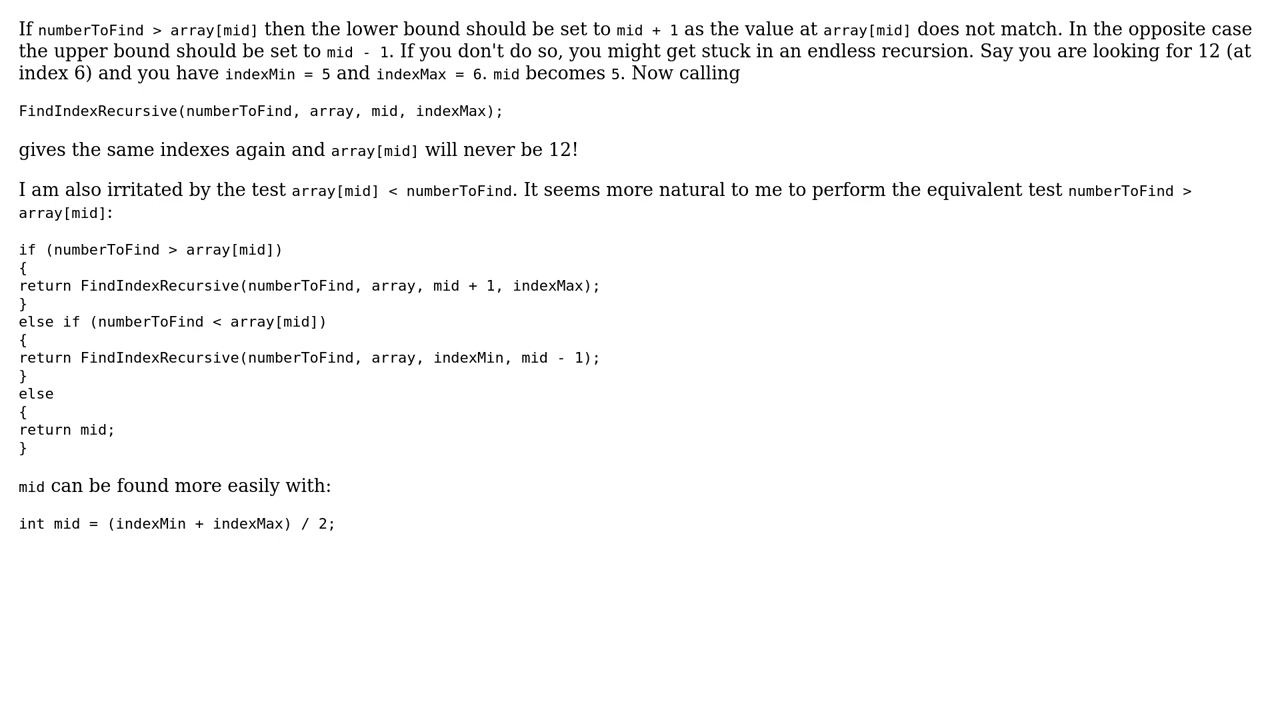 If numberToFind > array[mid] then the lower bound should be set to mid + 1 as the value at array[mid] does not match. In the opposite case
the upper bound should be set to mid - 1. If you don't do so, you might get stuck in an endless recursion. Say you are looking for 12 (at
index 6) and you have indexMin = 5 and indexMax = 6. mid becomes 5. Now calling
FindIndexRecursive(numberToFind, array, mid, indexMax);
gives the same indexes again and array[mid] will never be 12!
I am also irritated by the test array[mid] < numberToFind. It seems more natural to me to perform the equivalent test numberToFind >
array[mid]:
if (numberToFind > array[mid])
{
return FindIndexRecursive(numberToFind, array, mid + 1, indexMax);
}
else if (numberToFind < array[mid])
{
return FindIndexRecursive(numberToFind, array, indexMin, mid - 1);
}
else
{
return mid;
}
mid can be found more easily with:
int mid = (indexMin + indexMax) / 2;